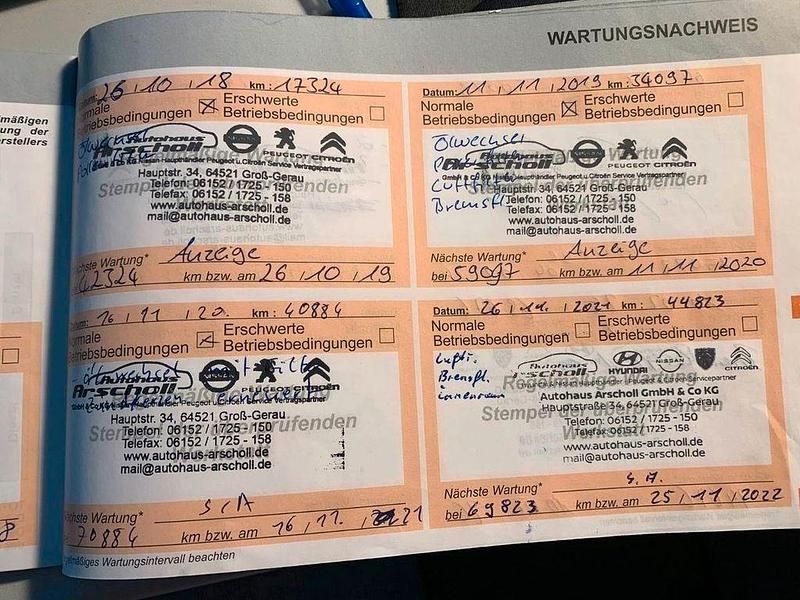 WARTUNGSNACHWEIS
mäßigen
ung der
rstellers
26 , 10 , 18 km : 17324
Normale Betriebsbedingungen ☒ Erschwerte Betriebsbedingungen ☐
Ölwechsel
Autohaus
Arscholl
PEUGEOT CITROËN
Hauptstr. 34, 64521 Groß-Gerau
Telefon: 06152 / 1725 - 150
Telefax: 06152 / 1725 - 158
www.autohaus-arscholl.de
mail@autohaus-arscholl.de
Nächste Wartung* Anzeige
42324 km bzw. am 26 , 10 , 19
Datum: 11 , 11 , 2019 km : 34097
Normale Betriebsbedingungen ☒ Erschwerte Betriebsbedingungen ☐
Ölwechsel
Autohaus
Arscholl
PEUGEOT CITROËN
Hauptstr. 34, 64521 Groß-Gerau
Telefon: 06152 / 1725 - 150
Telefax: 06152 / 1725 - 158
www.autohaus-arscholl.de
mail@autohaus-arscholl.de
Nächste Wartung* Anzeige
bei 59097 km bzw. am 11 , 11 , 2020
Datum: 16 , 11 , 20 km : 40884
Normale Betriebsbedingungen ☒ Erschwerte Betriebsbedingungen ☐
Autohaus
Arscholl
PEUGEOT CITROËN
Hauptstr. 34, 64521 Groß-Gerau
Telefon: 06152 / 1725 - 150
Telefax: 06152 / 1725 - 158
www.autohaus-arscholl.de
mail@autohaus-arscholl.de
Nächste Wartung*
70884 km bzw. am 16 , 11 , 2021
Datum: 26 , 11 , 2021 km : 44823
Normale Betriebsbedingungen ☐ Erschwerte Betriebsbedingungen ☐
Luftf.
Bremsfl.
innenraum
Autohaus
Arscholl
HYUNDAI NISSAN CITROËN
Autohaus Arscholl GmbH & Co KG
Hauptstraße 36, 64521 Groß-Gerau
Telefon: 06152 / 1725 - 150
Telefax: 06152 / 1725 - 158
www.autohaus-arscholl.de
mail@autohaus-arscholl.de
Nächste Wartung*
bei 69823 km bzw. am 25 , 11 , 2022
Wartungsintervall beachten